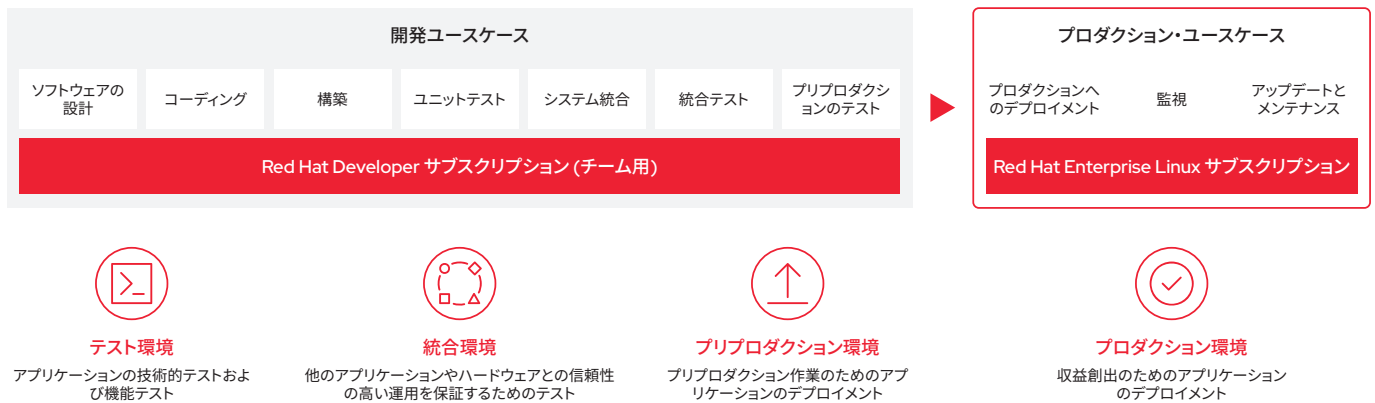 開発ユースケース
ソフトウェアの
設計
コーディング
構築
ユニットテスト
システム統合
統合テスト
プリプロダクシ
ョンのテスト
Red Hat Developer サブスクリプション (チーム用)
プロダクション・ユースケース
プロダクションへ
のデプロイメント
監視
アップデートと
メンテナンス
Red Hat Enterprise Linux サブスクリプション
テスト環境
アプリケーションの技術的テストおよ
び機能テスト
統合環境
他のアプリケーションやハードウェアとの信頼性
の高い運用を保証するためのテスト
プリプロダクション環境
プリプロダクション作業のためのアプ
リケーションのデプロイメント
プロダクション環境
収益創出のためのアプリケーション
のデプロイメント